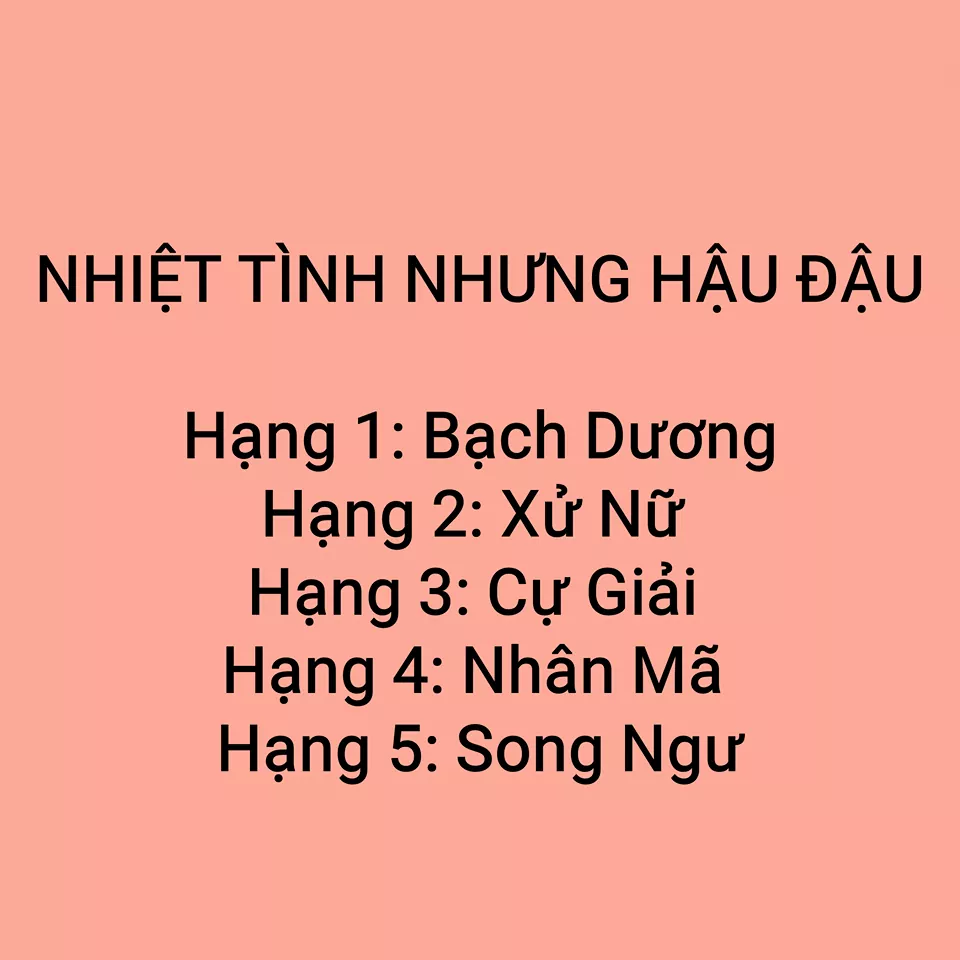 NHIỆT TÌNH NHƯNG HẬU ĐẬU
Hạng 1: Bạch Dương
Hạng 2: Xử Nữ
Hạng 3: Cự Giải
Hạng 4: Nhân Mã
Hạng 5: Song Ngư